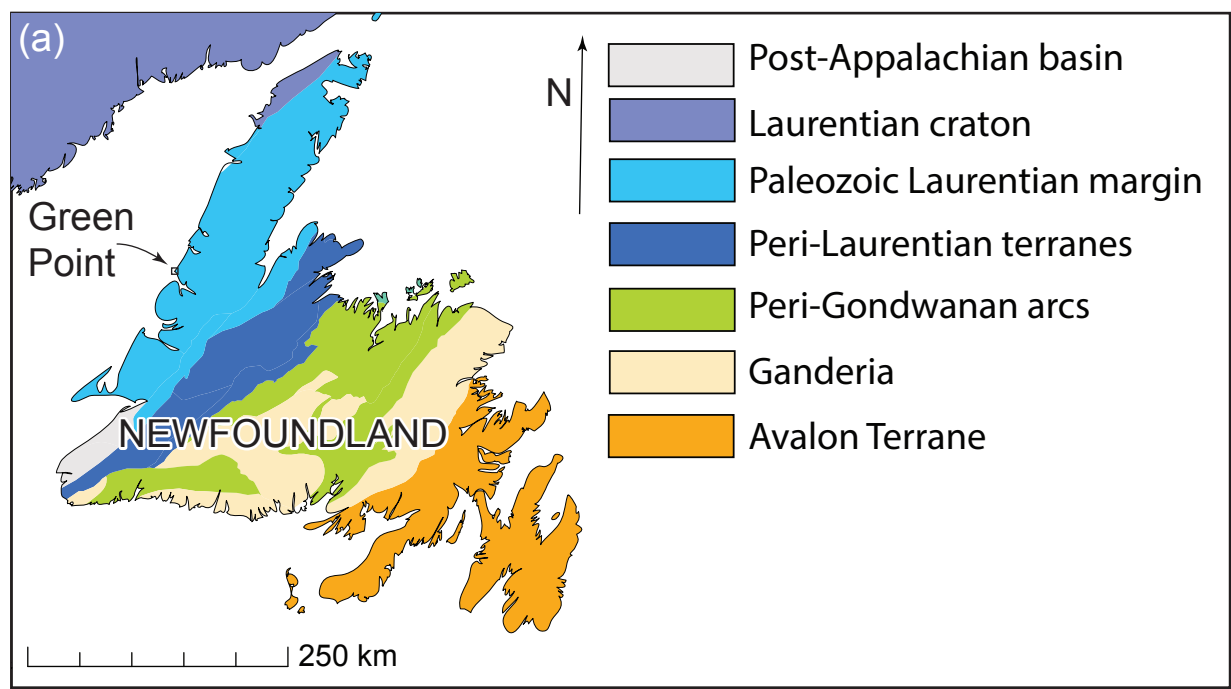 (a)
N
Green
Point
NEWFOUNDLAND
250 km
Post-Appalachian basin
Laurentian craton
Paleozoic Laurentian margin
Peri-Laurentian terranes
Peri-Gondwanan arcs
Ganderia
Avalon Terrane